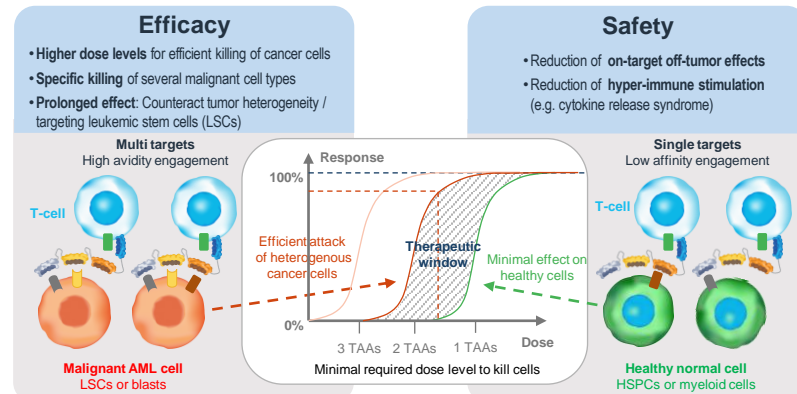 Efficacy
• Higher dose levels for efficient killing of cancer cells
• Specific killing of several malignant cell types
• Prolonged effect: Counteract tumor heterogeneity /
targeting leukemic stem cells (LSCs)
Safety
• Reduction of on-target off-tumor effects
• Reduction of hyper-immune stimulation
(e.g. cytokine release syndrome)
Multi targets
High avidity engagement
T-cell
Malignant AML cell
LSCs or blasts
Response
100%
Efficient attack
of heterogenous
cancer cells
Therapeutic
window
Minimal effect on
healthy cells
0%
Dose
3 TAAs
2 TAAs
1 TAAs
Minimal required dose level to kill cells
Single targets
Low affinity engagement
T-cell
Healthy normal cell
HSPCs or myeloid cells